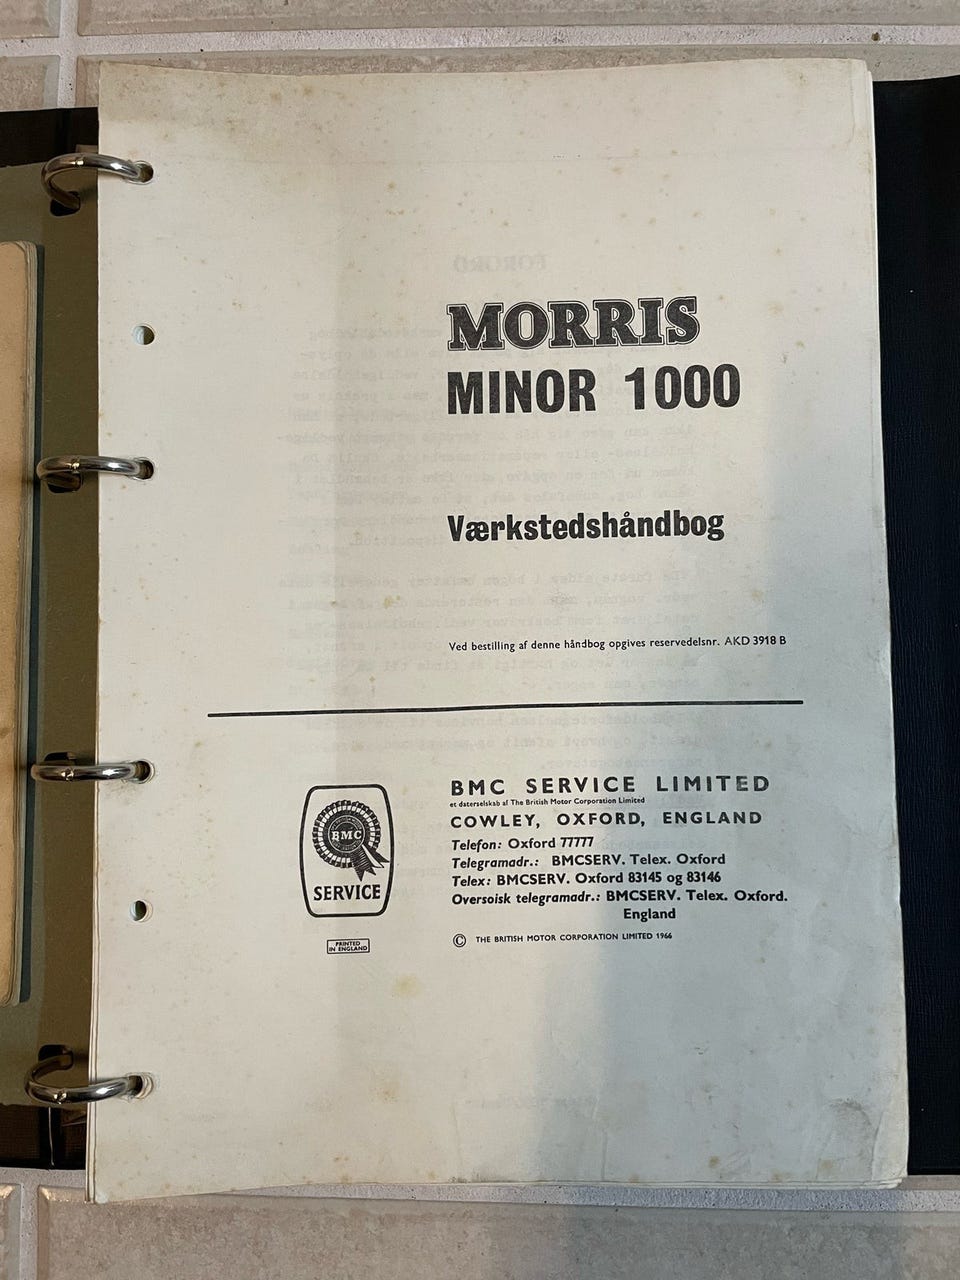 MORRIS
MINOR 1000
Værkstedshåndbog
Ved bestilling af denne håndbog opgives reservedelsnr. AKD 3918 B
BMC
SERVICE
PRINTED
IN ENGLAND
BMC SERVICE LIMITED
et datterselskab af The British Motor Corporation Limited
COWLEY, OXFORD, ENGLAND
Telefon: Oxford 77777
Telegramadr.: BMCSERV. Telex. Oxford
Telex: BMCSERV. Oxford 83145 og 83146
Oversoisk telegramadr.: BMCSERV. Telex. Oxford.
England
© THE BRITISH MOTOR CORPORATION LIMITED 1966